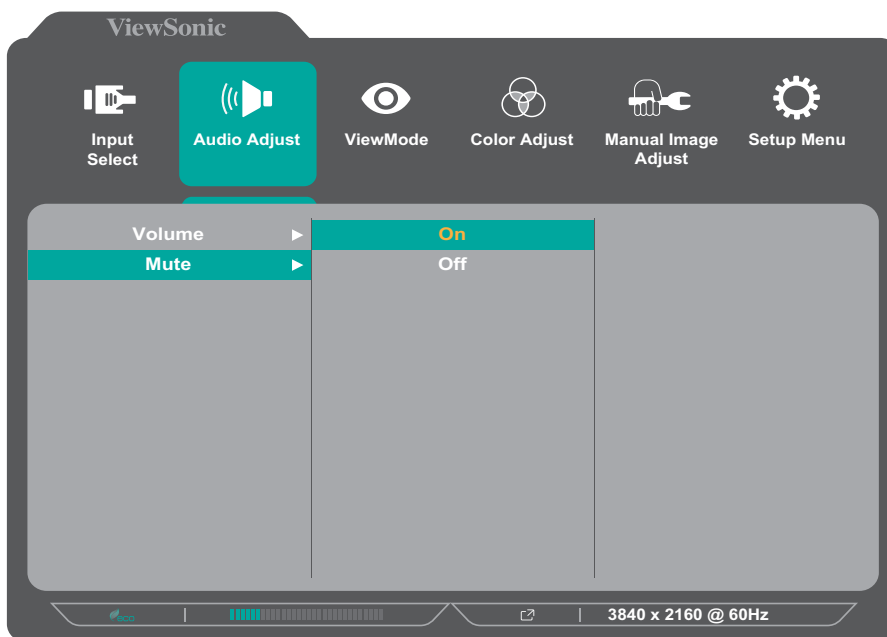 ViewSonic
Input
Select
Audio Adjust
ViewMode
Color Adjust
Manual Image
Adjust
Setup Menu
Volume
On
Mute
Off
eco
3840 x 2160 @ 60Hz